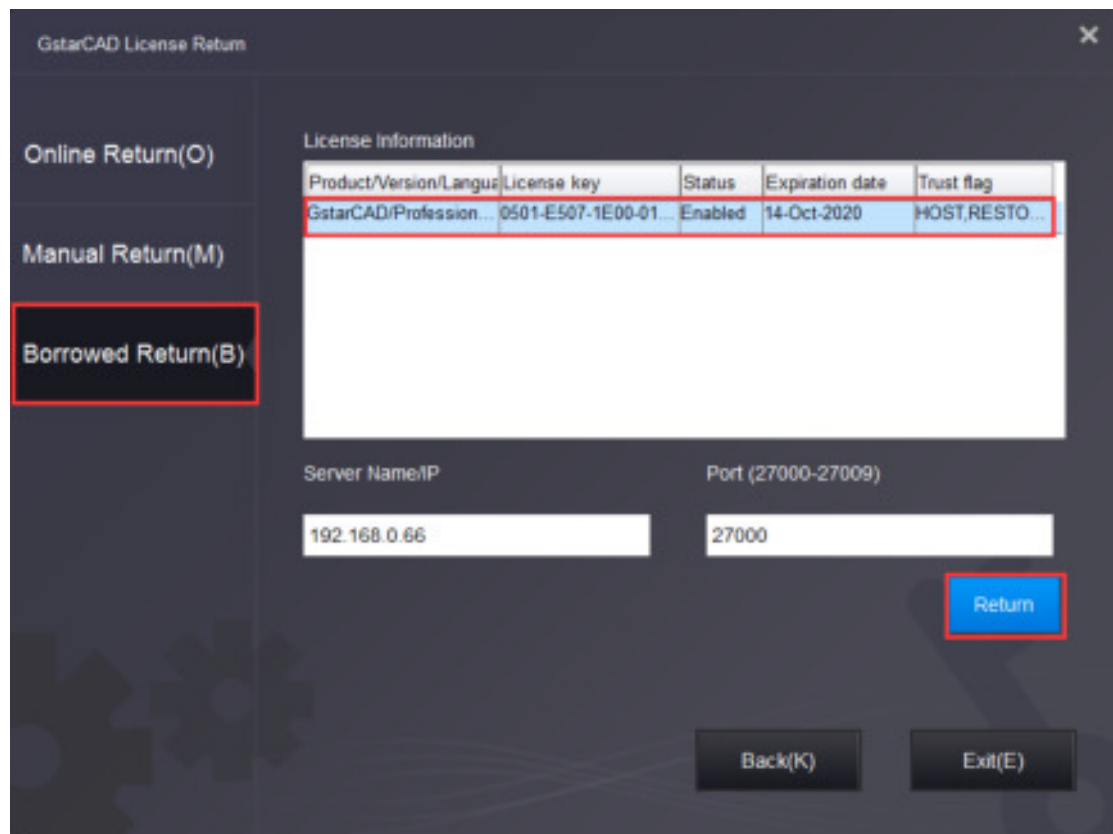 GstarCAD License Return
Online Return(O)
Manual Return(M)
Borrowed Return(B)
License Information
Product/Version/Langua License key Status Expiration date Trust flag
GstarCAD/Profession... 0501-E507-1E00-01... Enabled 14-Oct-2020 HOST,RESTO...
Server Name/IP Port (27000-27009)
192.168.0.66 27000
Return
Back(K) Exit(E)